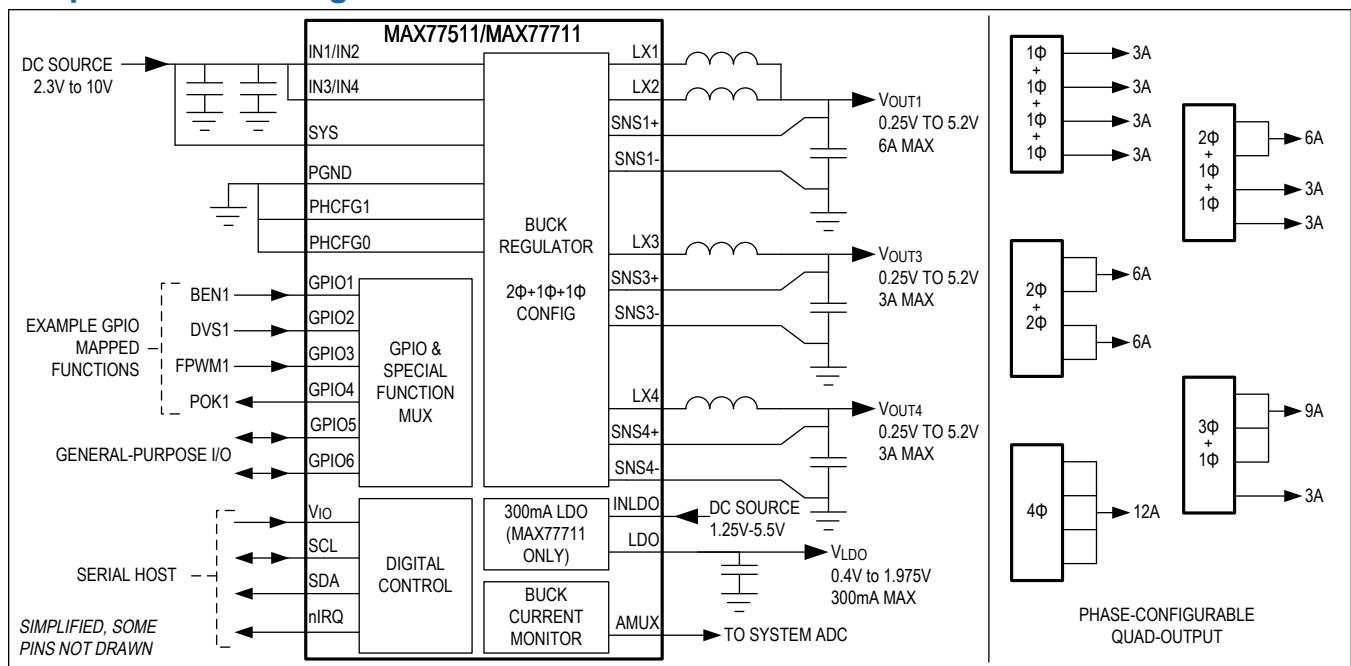 MAX77511/MAX77711
DC SOURCE
2.3V to 10V
IN1/IN2
IN3/IN4
SYS
PGND
PHCFG1
PHCFG0
EXAMPLE GPIO
MAPPED
FUNCTIONS
BEN1
DVS1
FPWM1
POK1
GENERAL-PURPOSE I/O
GPIO1
GPIO2
GPIO3
GPIO4
GPIO5
GPIO6
GPIO &
SPECIAL
FUNCTION
MUX
SERIAL HOST
VIO
SCL
SDA
nIRQ
DIGITAL
CONTROL
SIMPLIFIED, SOME
PINS NOT DRAWN
BUCK
REGULATOR
2Φ+1Φ+1Φ
CONFIG
300mA LDO
(MAX77711
ONLY)
BUCK
CURRENT
MONITOR
LX1
LX2
SNS1+
SNS1-
VOUT1
0.25V TO 5.2V
6A MAX
LX3
SNS3+
SNS3-
VOUT3
0.25V TO 5.2V
3A MAX
LX4
SNS4+
SNS4-
VOUT4
0.25V TO 5.2V
3A MAX
INLDO
DC SOURCE
1.25V-5.5V
LDO
VLDO
0.4V to 1.975V
300mA MAX
AMUX
TO SYSTEM ADC
1Φ
+
1Φ
+
1Φ
+
1Φ
3A
3A
3A
3A
2Φ
+
1Φ
+
1Φ
6A
3A
3A
2Φ
+
2Φ
6A
6A
3Φ
+
1Φ
9A
3A
4Φ
12A
PHASE-CONFIGURABLE
QUAD-OUTPUT